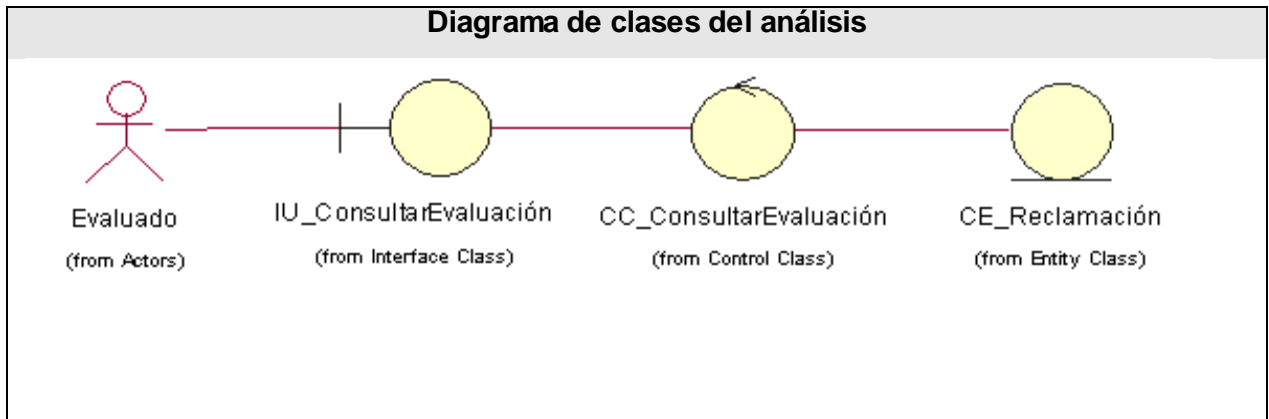 Diagrama de clases del análisis
Evaluado
(from Actors)
IU_ConsultarEvaluación
(from Interface Class)
CC_ConsultarEvaluación
(from Control Class)
CE_Reclamación
(from Entity Class)